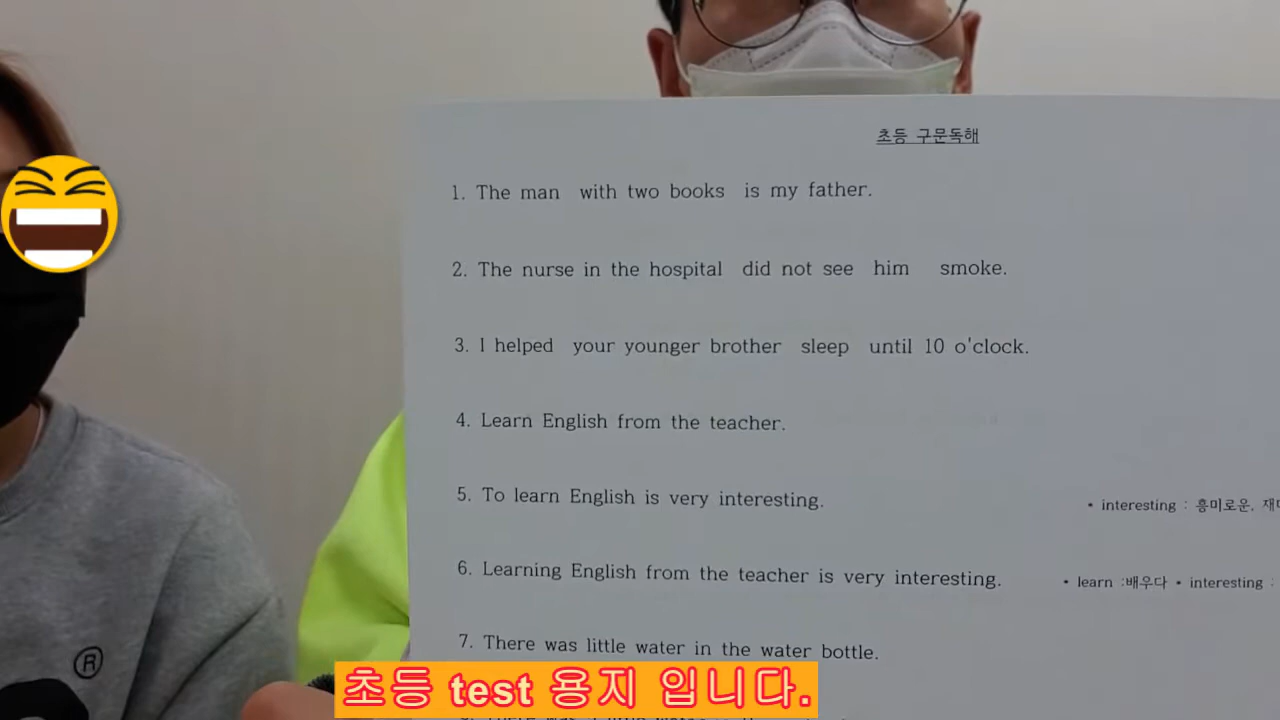 초등 구문독해
1. The man with two books is my father.
2. The nurse in the hospital did not see him smoke.
3. I helped your younger brother sleep until 10 o'clock.
4. Learn English from the teacher.
5. To learn English is very interesting.
• interesting : 흥미로운,
6. Learning English from the teacher is very interesting.
• learn :배우다 • interesting :
7. There was little water in the water bottle.
®
초등 test 용지 입니다.